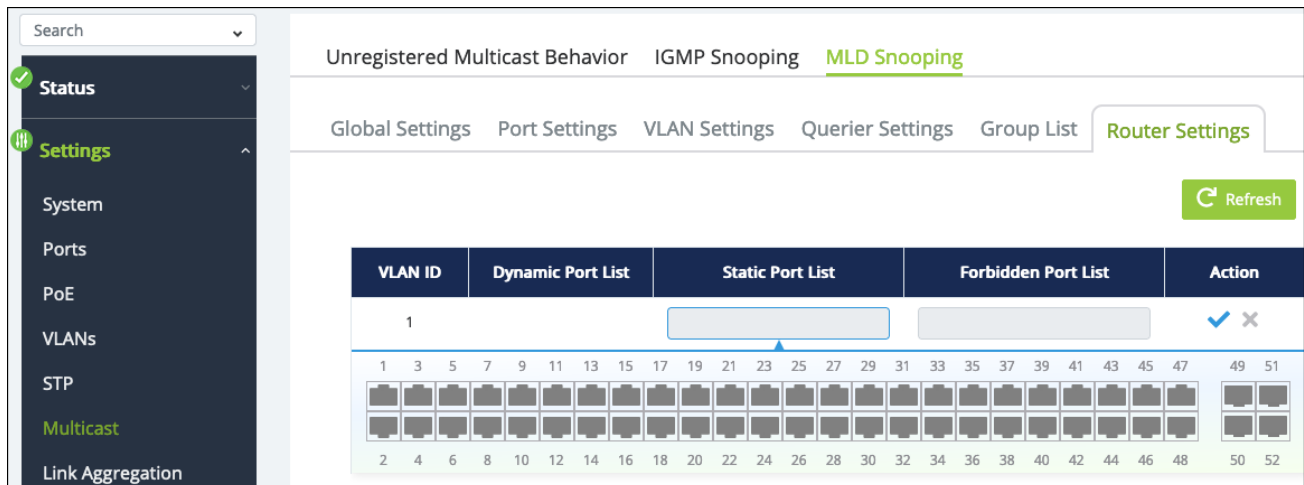 Search
Unregistered Multicast Behavior IGMP Snooping MLD Snooping
Status
Global Settings Port Settings VLAN Settings Querier Settings Group List Router Settings
Settings
System
Refresh
Ports
VLAN ID Dynamic Port List Static Port List Forbidden Port List Action
PoE
1
VLANs
1 3 5 7 9 11 13 15 17 19 21 23 25 27 29 31 33 35 37 39 41 43 45 47 49 51
STP
Multicast
2 4 6 8 10 12 14 16 18 20 22 24 26 28 30 32 34 36 38 40 42 44 46 48 50 52
Link Aggregation